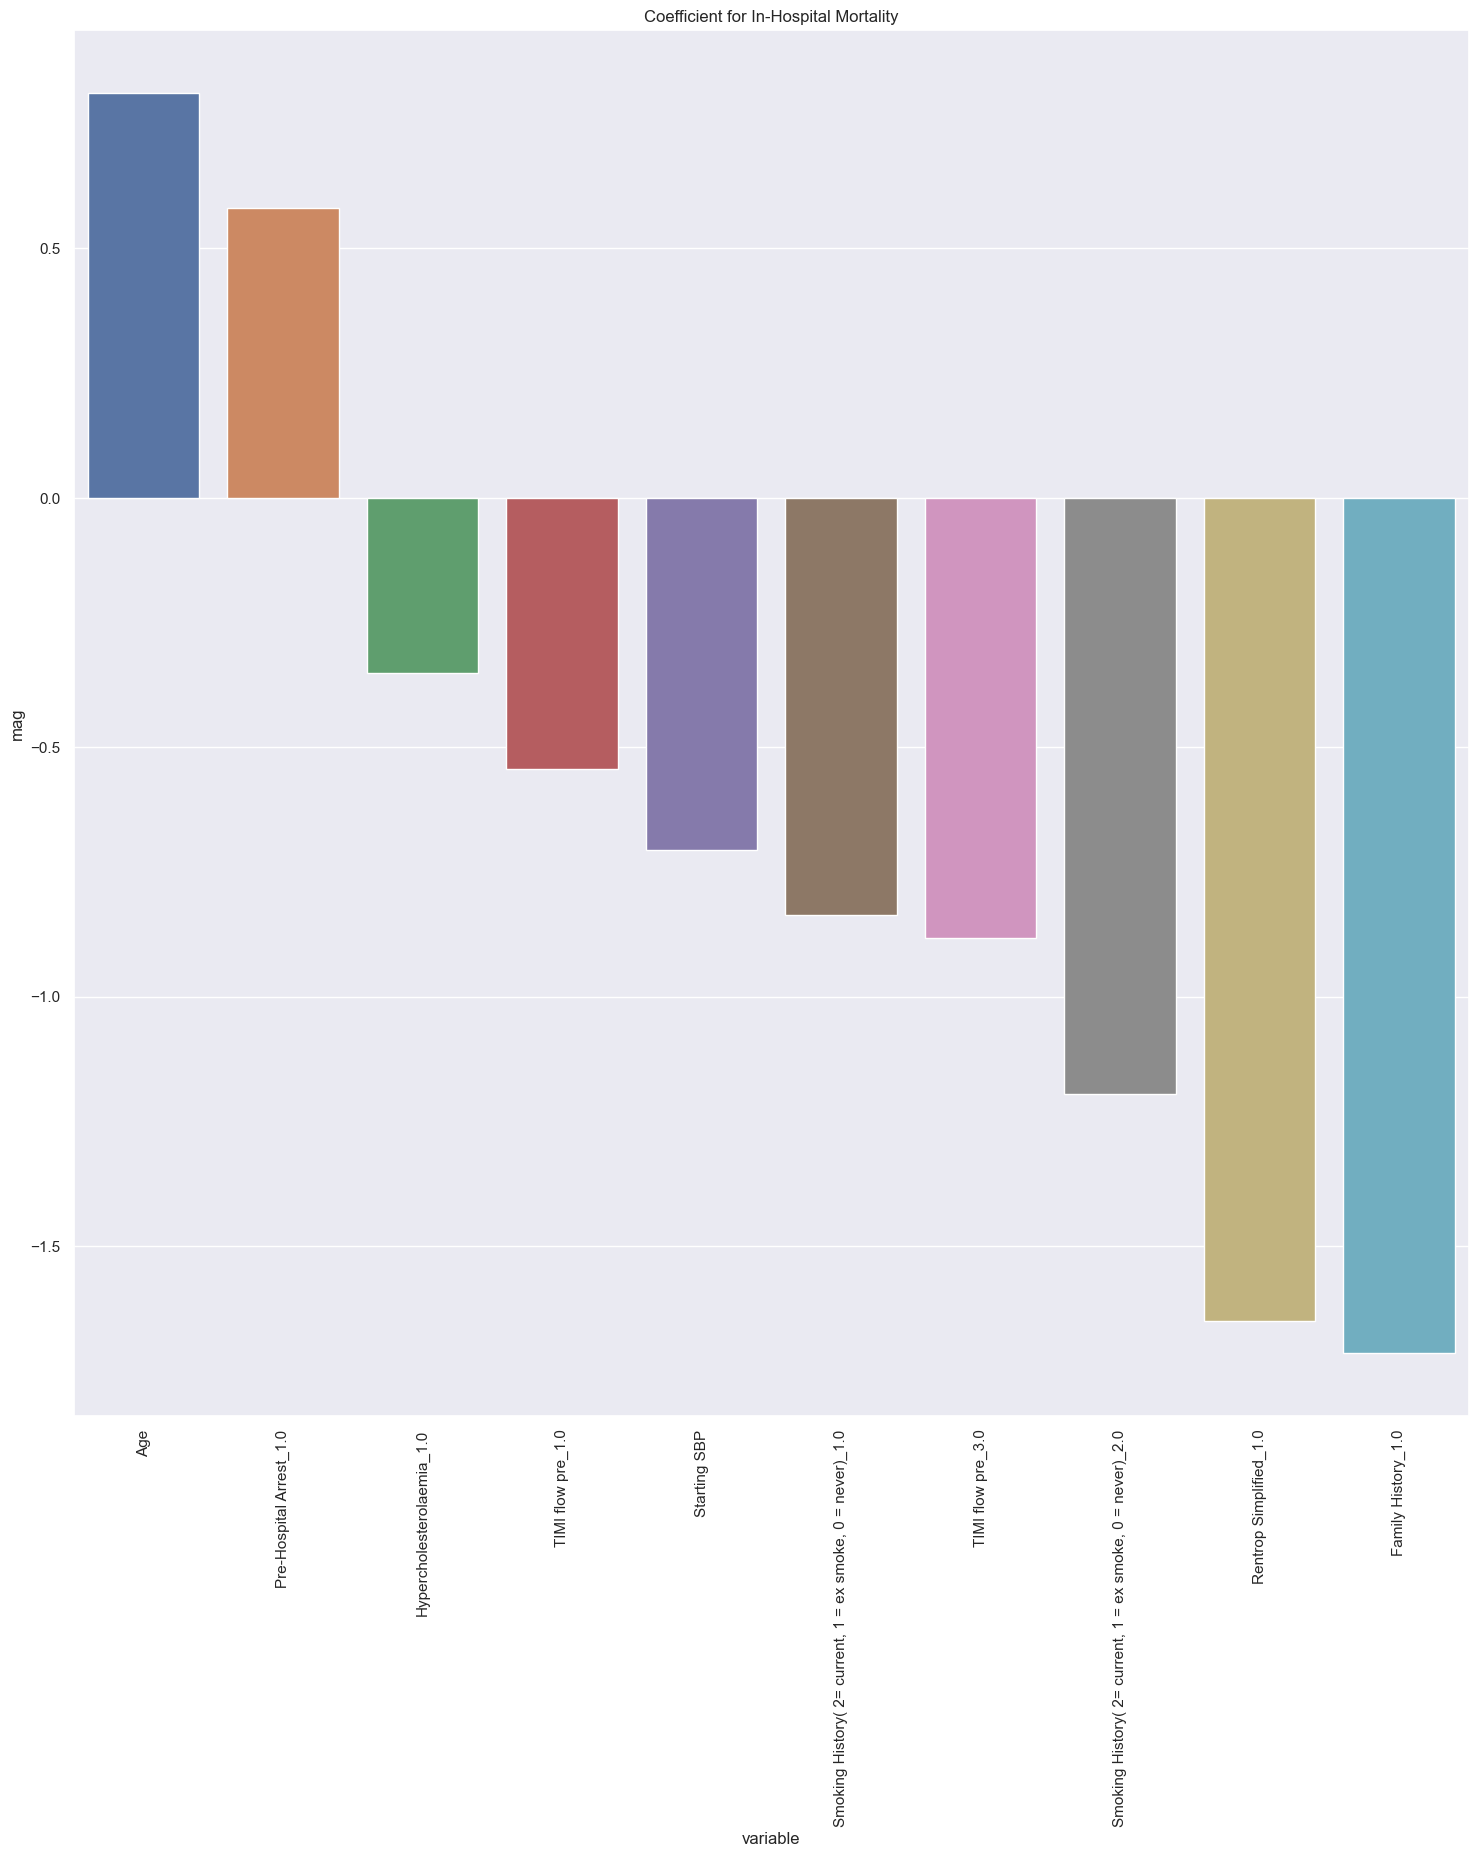 Coefficient for In-Hospital Mortality
mag
0.5
0.0
−0.5
−1.0
−1.5
Age
Pre-Hospital Arrest_1.0
Hypercholesterolaemia_1.0
TIMI flow pre_1.0
Starting SBP
Smoking History( 2= current, 1 = ex smoke, 0 = never)_1.0
TIMI flow pre_3.0
Smoking History( 2= current, 1 = ex smoke, 0 = never)_2.0
Rentrop Simplified_1.0
Family History_1.0
variable